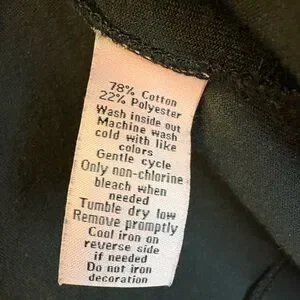 78% Cotton
22% Polyester
Wash inside out
Machine wash
cold with like
colors
Gentle cycle
Only non-chlorine
bleach when
needed
Tumble dry low
Remove promptly
Cool iron on
reverse side
if needed
Do not iron
decoration